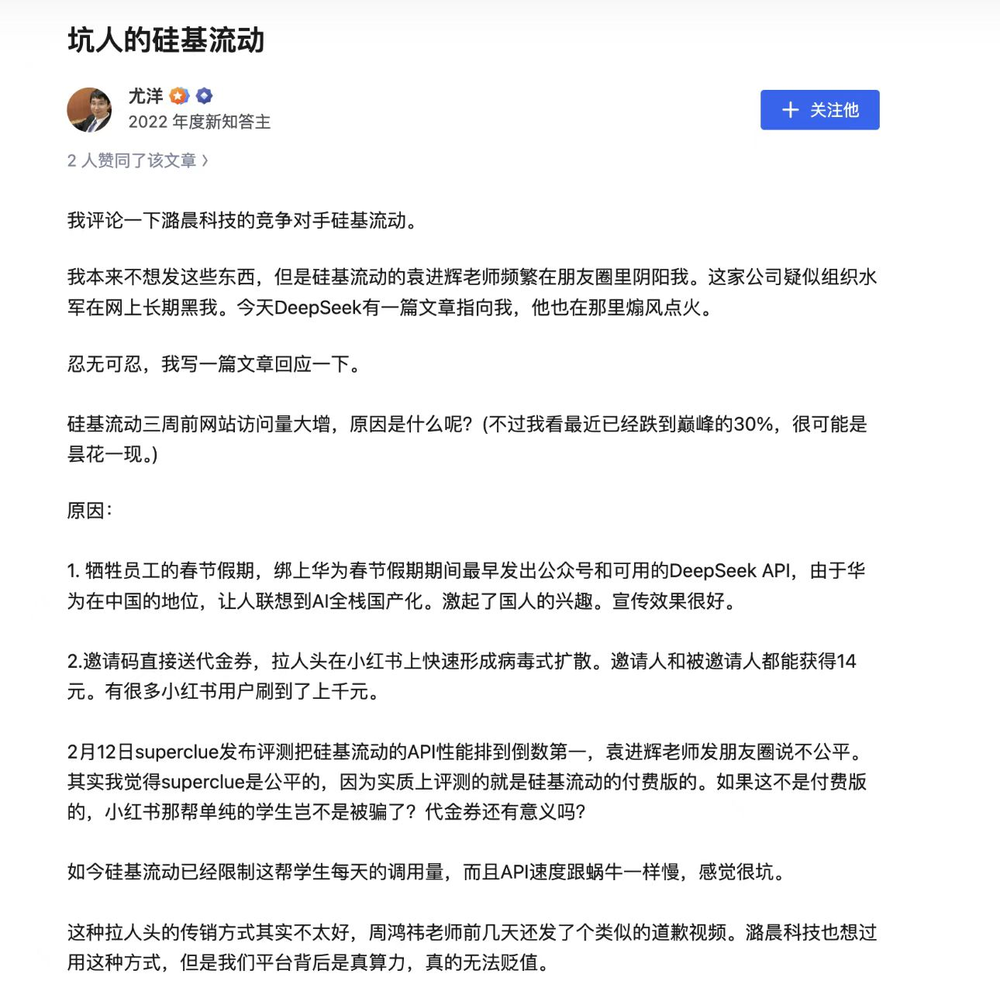 坑人的硅基流动
尤洋
2022 年度新知答主
关注他
2 人赞同了该文章
我评论一下潞晨科技的竞争对手硅基流动。
我本来不想发这些东西，但是硅基流动的袁进辉老师频繁在朋友圈里阴阳我。这家公司疑似组织水
军在网上长期黑我。今天DeepSeek有一篇文章指向我，他也在那里煽风点火。
忍无可忍，我写一篇文章回应一下。
硅基流动三周前网站访问量大增，原因是什么呢？(不过我看最近已经跌到巅峰的30%，很可能是
昙花一现。)
原因：
1. 牺牲员工的春节假期，绑上华为春节假期期间最早发出公众号和可用的DeepSeek API，由于华
为在中国的地位，让人联想到AI全栈国产化。激起了国人的兴趣。宣传效果很好。
2.邀请码直接送代金券，拉人头在小红书上快速形成病毒式扩散。邀请人和被邀请人都能获得14
元。有很多小红书用户刷到了上千元。
2月12日superclue发布评测把硅基流动的API性能排到倒数第一，袁进辉老师发朋友圈说不公平。
其实我觉得superclue是公平的，因为实质上评测的就是硅基流动的付费版的。如果这不是付费版
的，小红书那帮单纯的学生岂不是被骗了？代金券还有意义吗？
如今硅基流动已经限制这帮学生每天的调用量，而且API速度跟蜗牛一样慢，感觉很坑。
这种拉人头的传销方式其实不太好，周鸿祎老师前几天还发了个类似的道歉视频。潞晨科技也想过
用这种方式，但是我们平台背后是真算力，真的无法贬值。